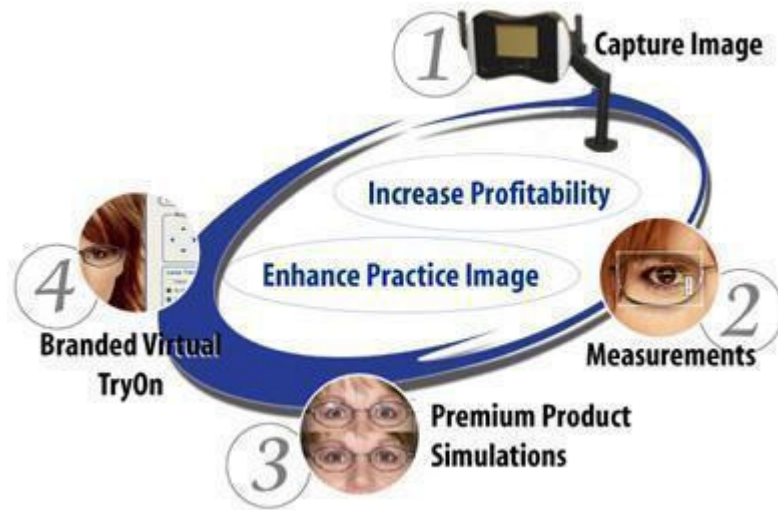 1
Capture Image
Increase Profitability
Enhance Practice Image
2
Measurements
3
Premium Product
Simulations
4
Branded Virtual
TryOn